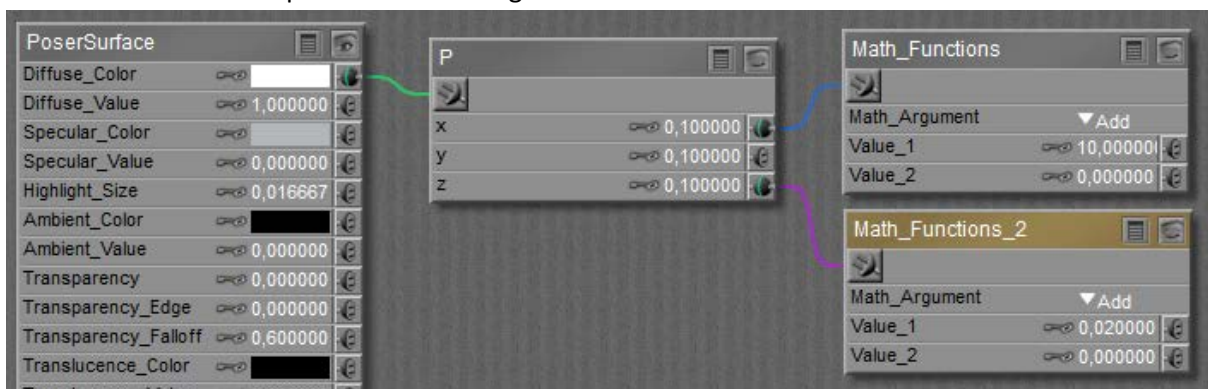 PoserSurface
Diffuse_Color
Diffuse_Value 1,000000
Specular_Color
Specular_Value 0,000000
Highlight_Size 0,016667
Ambient_Color
Ambient_Value 0,000000
Transparency 0,000000
Transparency_Edge 0,000000
Transparency_Falloff 0,600000
Translucence_Color
P
x 0,100000
y 0,100000
z 0,100000
Math_Functions
Math_Argument Add
Value_1 10,00000
Value_2 0,000000
Math_Functions_2
Math_Argument Add
Value_1 0,020000
Value_2 0,000000